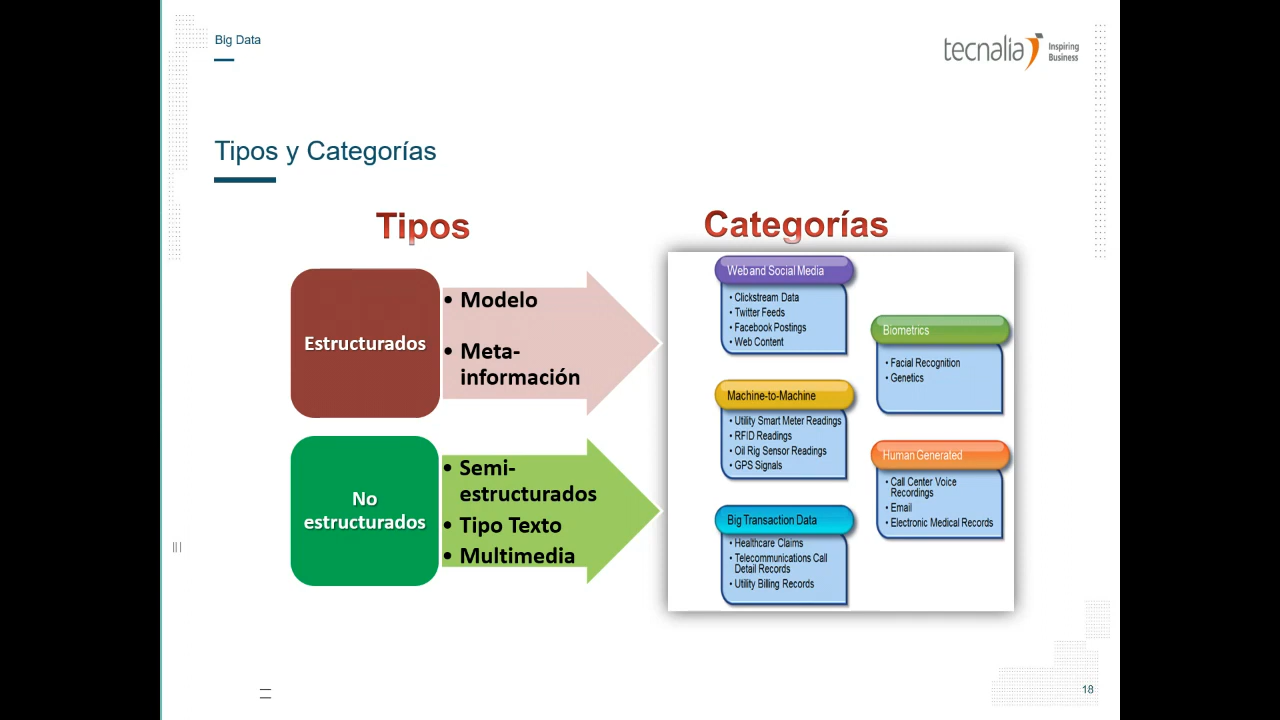 Big Data
tecnalia Inspiring
Business
Tipos y Categorías
Tipos
Estructurados
• Modelo
• Meta-
información
No
estructurados
• Semi-
estructurados
• Tipo Texto
• Multimedia
Categorías
Web and Social Media
• Clickstream Data
• Twitter Feeds
• Facebook Postings
• Web Content
Machine-to-Machine
• Utility Smart Meter Readings
• RFID Readings
• Oil Rig Sensor Readings
• GPS Signals
Big Transaction Data
• Healthcare Claims
• Telecommunications Call
Detail Records
• Utility Billing Records
Biometrics
• Facial Recognition
• Genetics
Human Generated
• Call Center Voice
Recordings
• Email
• Electronic Medical Records
18